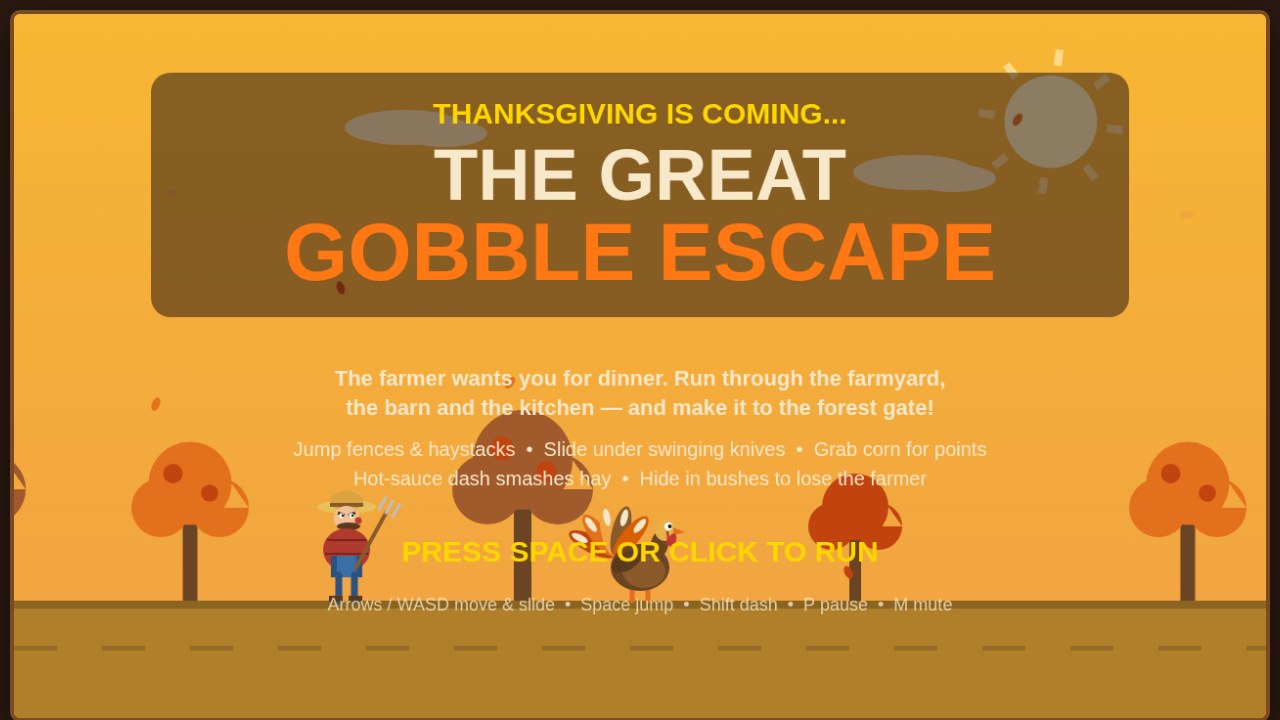 THANKSGIVING IS COMING...
THE GREAT
GOBBLE ESCAPE
The farmer wants you for dinner. Run through the farmyard,
the barn and the kitchen — and make it to the forest gate!
Jump fences & haystacks • Slide under swinging knives • Grab corn for points
Hot-sauce dash smashes hay • Hide in bushes to lose the farmer
PRESS SPACE OR CLICK TO RUN
Arrows / WASD move & slide • Space jump • Shift dash • P pause • M mute